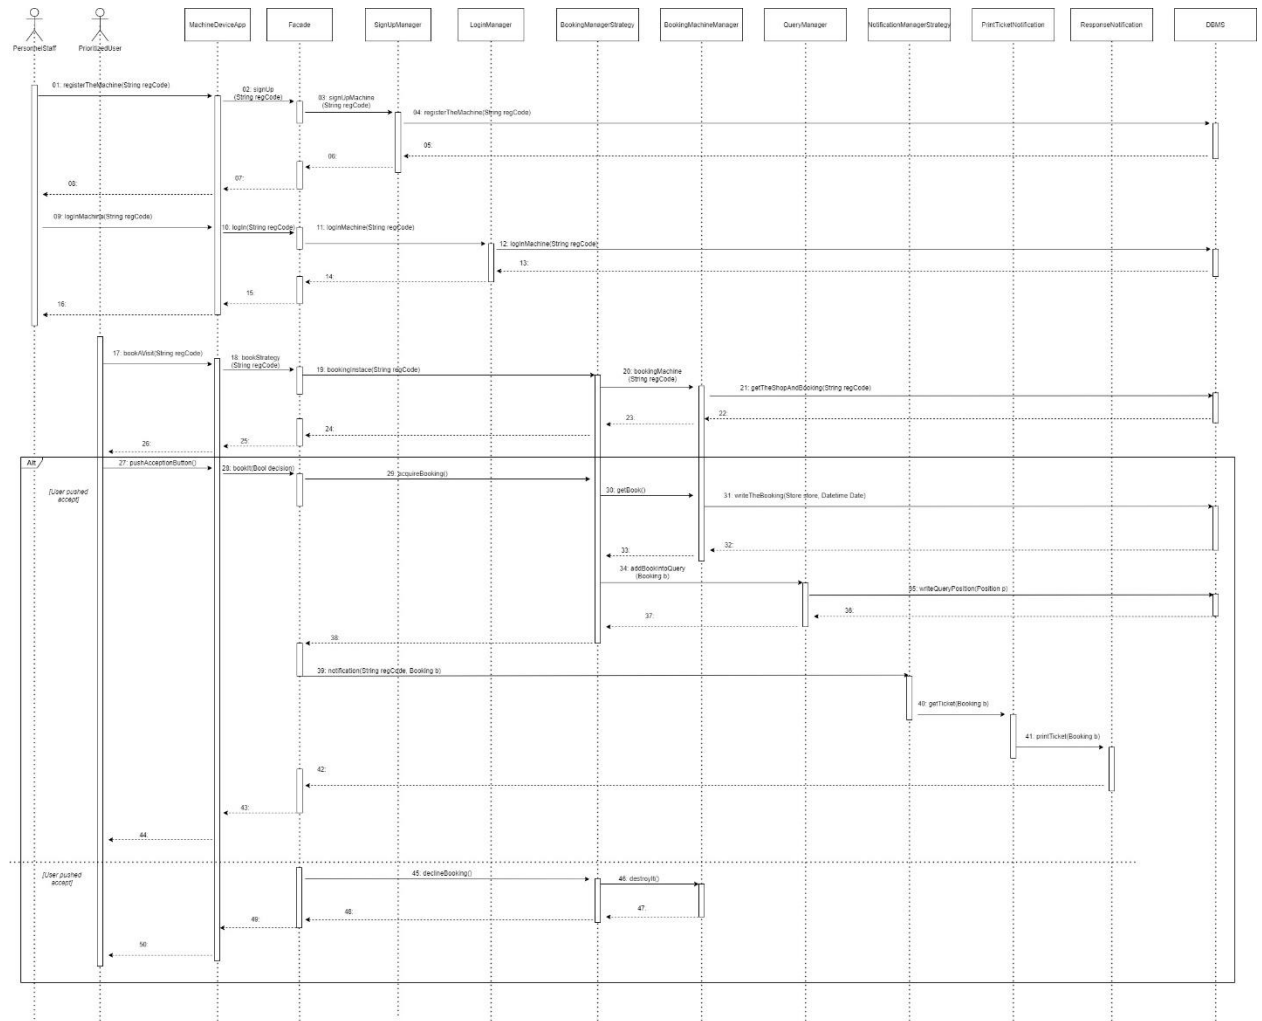 PersonnelStaff
PrioritizedUser
MachineDeviceApp
Facade
SignUpManager
LoginManager
BookingManagerStrategy
BookingMachineManager
QueryManager
NotificationManagerStrategy
PrintTicketNotification
ResponseNotification
DBMS
01: registerTheMachine(String regCode)
02: signUp
(String regCode)
03: signUpMachine
(String regCode)
04: registerTheMachine(String regCode)
05:
06:
07:
08:
09: loginMachine(String regCode)
10: login(String regCode)
11: loginMachine(String regCode)
12: loginMachine(String regCode)
13:
14:
15:
16:
17: bookAVisit(String regCode)
18: bookStrategy
(String regCode)
19: bookingInstace(String regCode)
20: bookingMachine
(String regCode)
21: getTheShopAndBooking(String regCode)
22:
23:
24:
25:
26:
Alt
27: pushAcceptionButton()
28: bookIt(Bool decision)
29: acquireBooking()
[User pushed
accept]
30: getBook()
31: writeTheBooking(Store store, Datetime Date)
32:
33:
34: addBookIntoQuery
(Booking b)
35: writeQueryPosition(Position p)
36:
37:
38:
39: notification(String regCode, Booking b)
40: getTicket(Booking b)
41: printTicket(Booking b)
42:
43:
44:
[User pushed
accept]
45: declineBooking()
46: destroyIt()
47:
48:
49:
50: